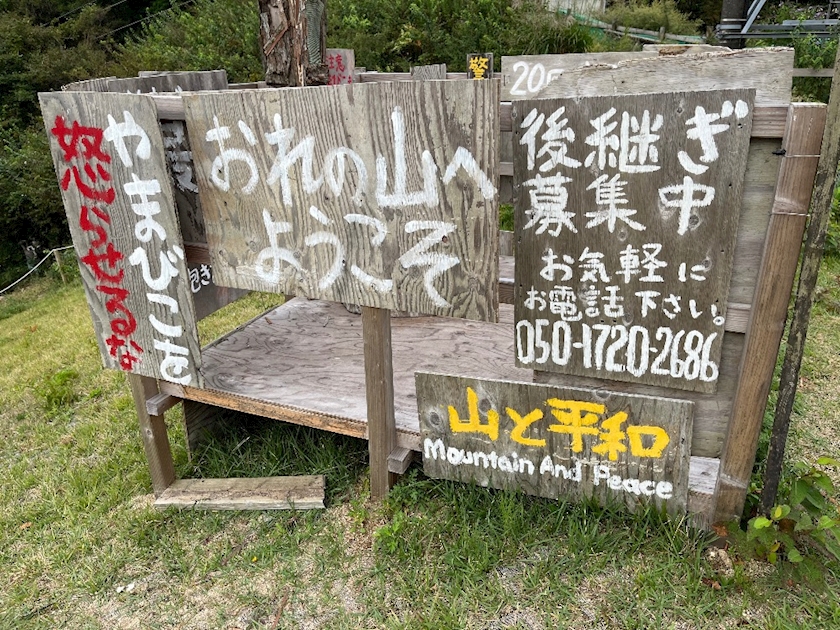 やまびこを
怒らせるな
おれの山へ
ようこそ
後継ぎ
募集中
お気軽に
お電話下さい。
050-1720-2686
山と平和
Mountain And Peace
警
20